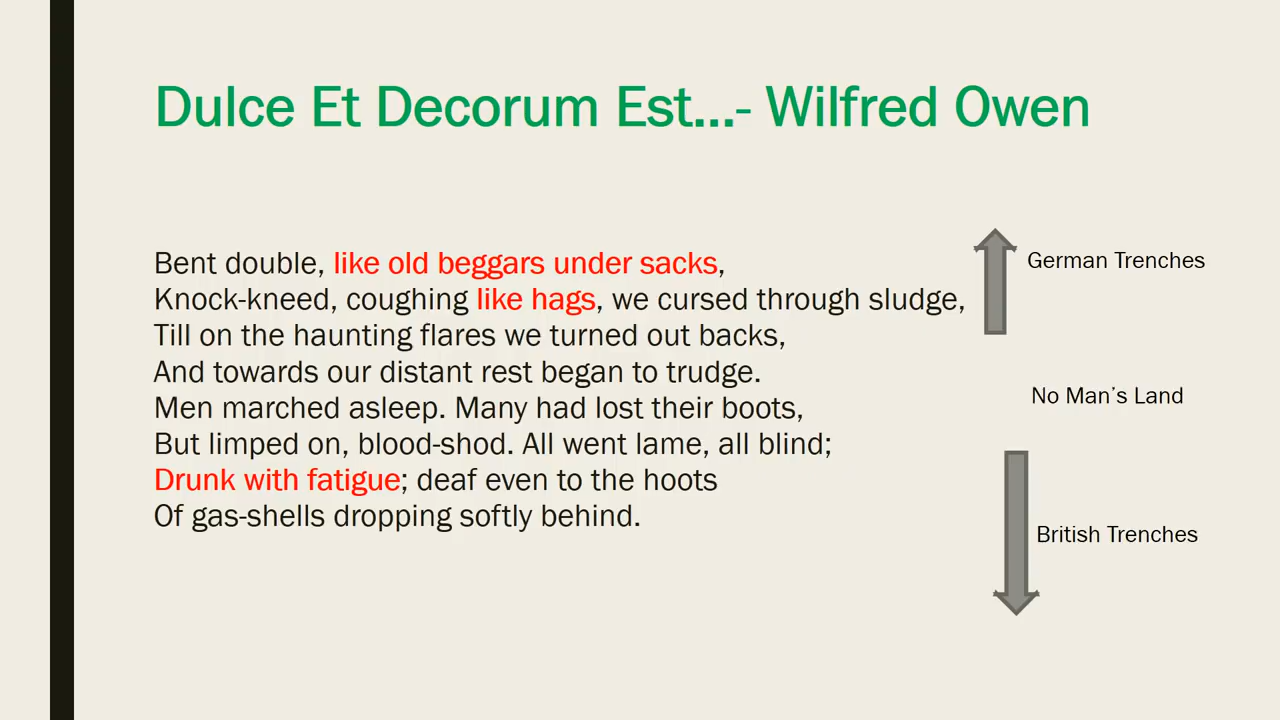 Dulce Et Decorum Est...- Wilfred Owen
Bent double, like old beggars under sacks,
Knock-kneed, coughing like hags, we cursed through sludge,
Till on the haunting flares we turned out backs,
And towards our distant rest began to trudge.
Men marched asleep. Many had lost their boots,
But limped on, blood-shod. All went lame, all blind;
Drunk with fatigue; deaf even to the hoots
Of gas-shells dropping softly behind.
German Trenches
No Man’s Land
British Trenches